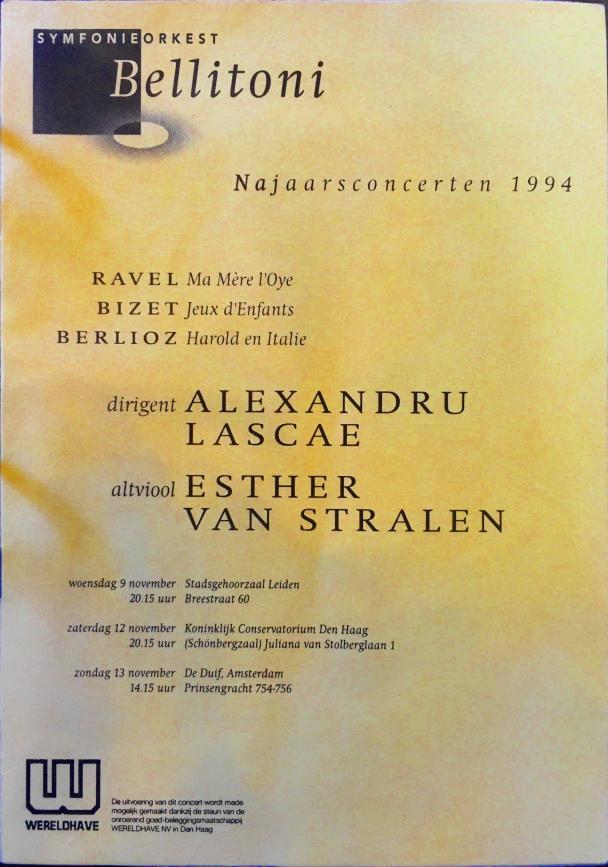 SYMFONIEORKEST
Bellitoni
Najaarsconcerten 1994
RAVEL Ma Mère l'Oye
BIZET Jeux d'Enfants
BERLIOZ Harold en Italie
dirigent ALEXANDRU
LASCAE
altviool ESTHER
VAN STRALEN
woensdag 9 november Stadsgehoorzaal Leiden
20.15 uur Breestraat 60
zaterdag 12 november Koninklijk Conservatorium Den Haag
20.15 uur (Schönbergzaal) Juliana van Stolberglaan 1
zondag 13 november De Duif, Amsterdam
14.15 uur Prinsengracht 754-756
W
WERELDHAVE
De uitvoering van dit concert wordt mede
mogelijk gemaakt dankzij de steun van de
onroerend goed-beleggingsmaatschappij
WERELDHAVE NV in Den Haag